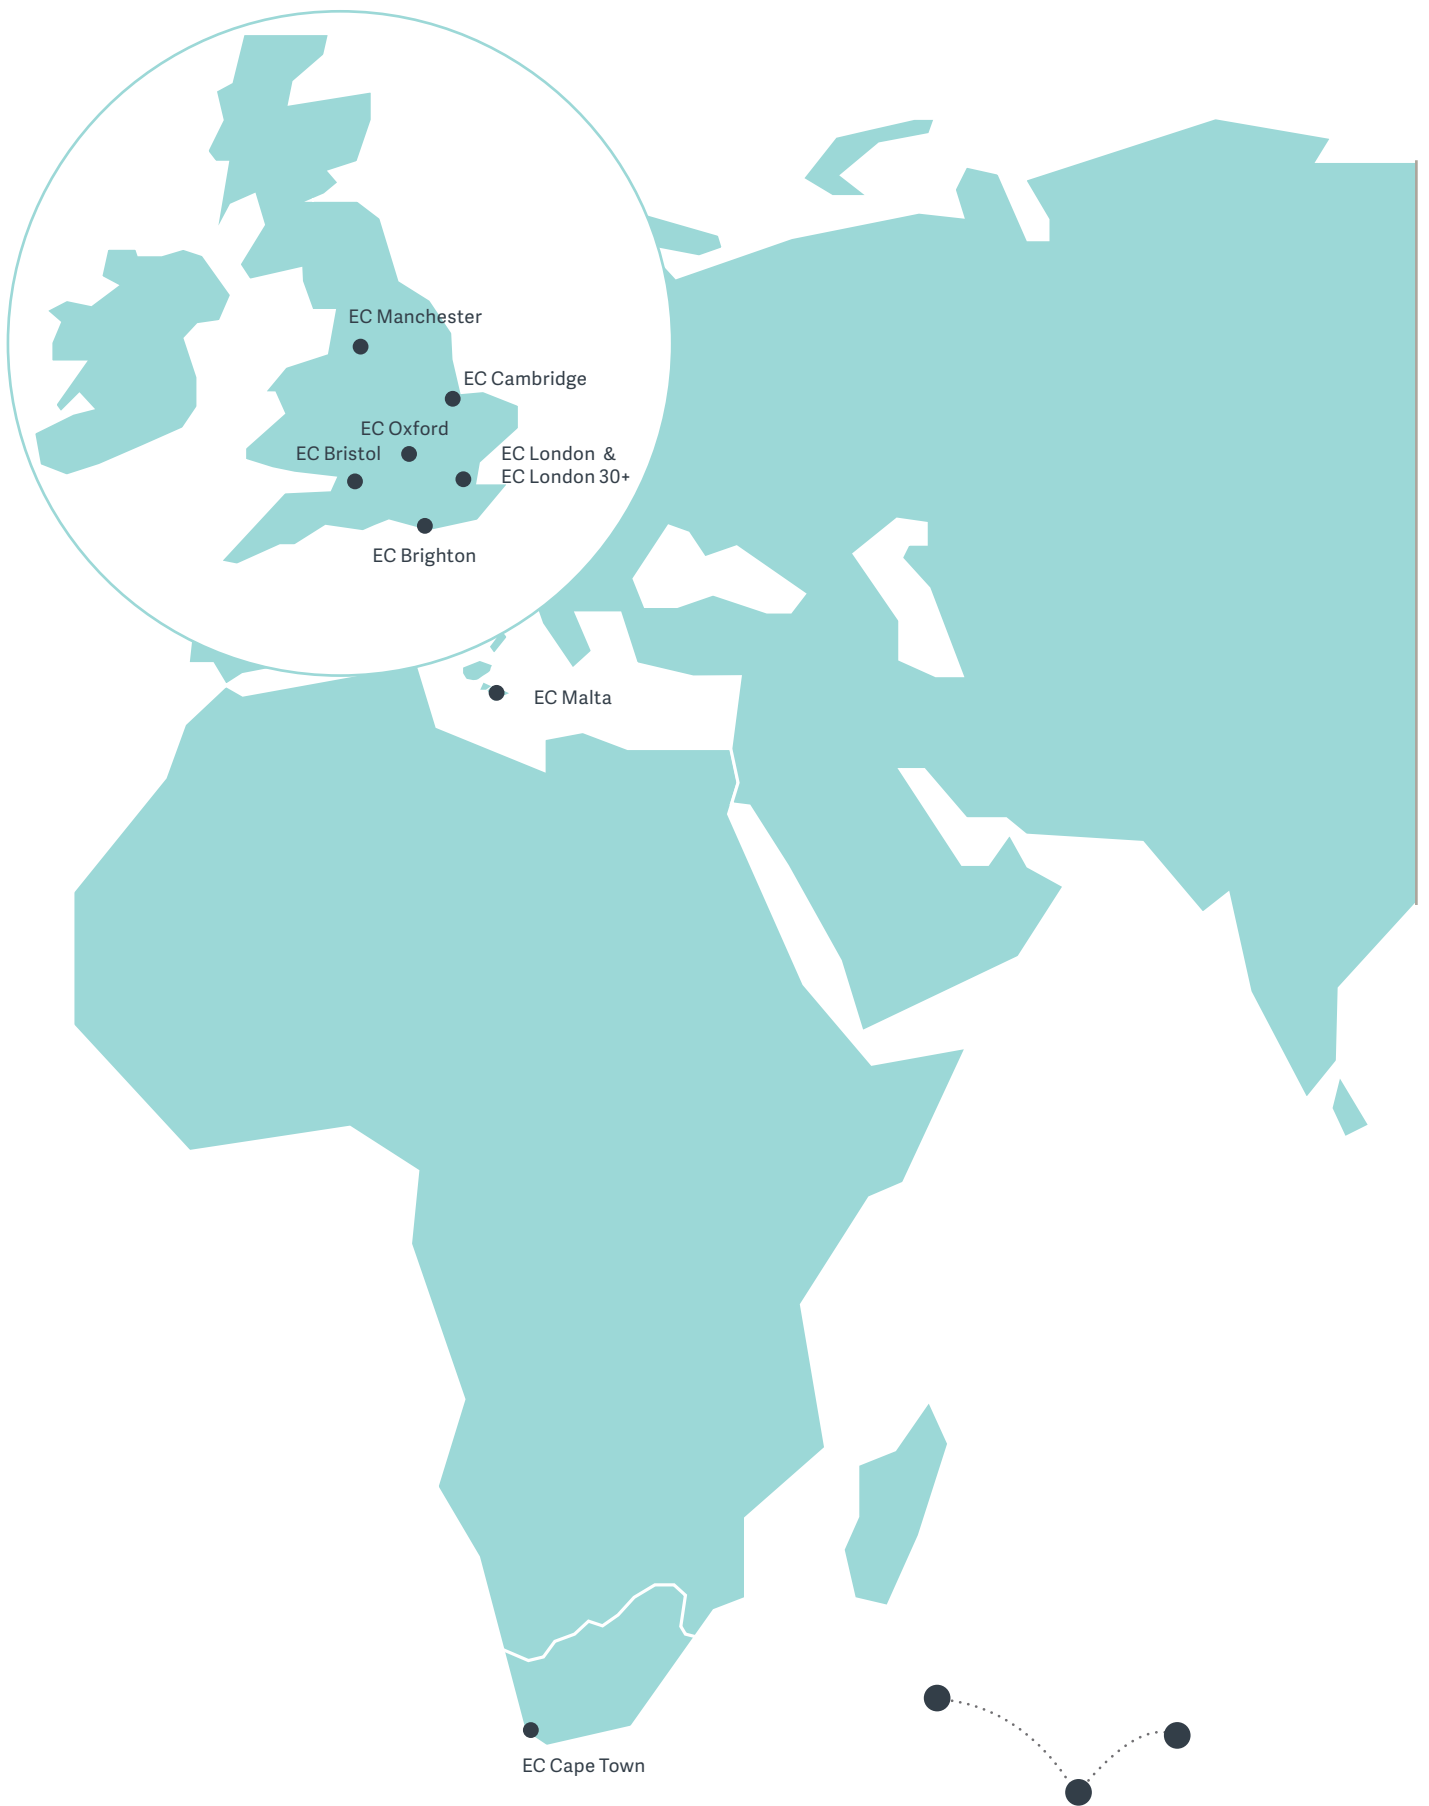 EC Manchester
EC Cambridge
EC Oxford
EC Bristol
EC London &
EC London 30+
EC Brighton
EC Malta
EC Cape Town